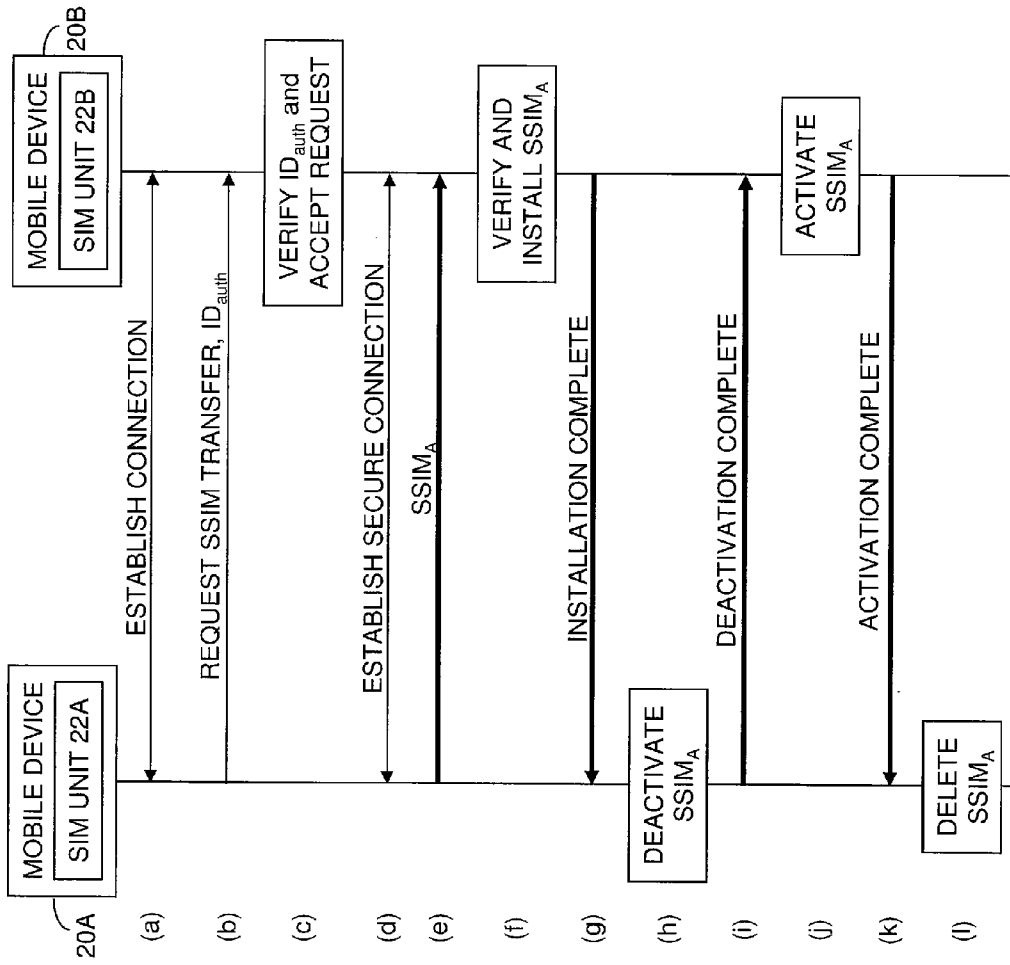 MOBILE DEVICE
SIM UNIT 22A
20A
MOBILE DEVICE
SIM UNIT 22B
20B
(a)
ESTABLISH CONNECTION
(b)
REQUEST SSIM TRANSFER, IDauth
(c)
VERIFY IDauth and
ACCEPT REQUEST
(d)
ESTABLISH SECURE CONNECTION
(e)
SSIMA
(f)
VERIFY AND
INSTALL SSIMA
(g)
INSTALLATION COMPLETE
(h)
DEACTIVATE
SSIMA
(i)
DEACTIVATION COMPLETE
(j)
ACTIVATE
SSIMA
(k)
ACTIVATION COMPLETE
(l)
DELETE
SSIMA